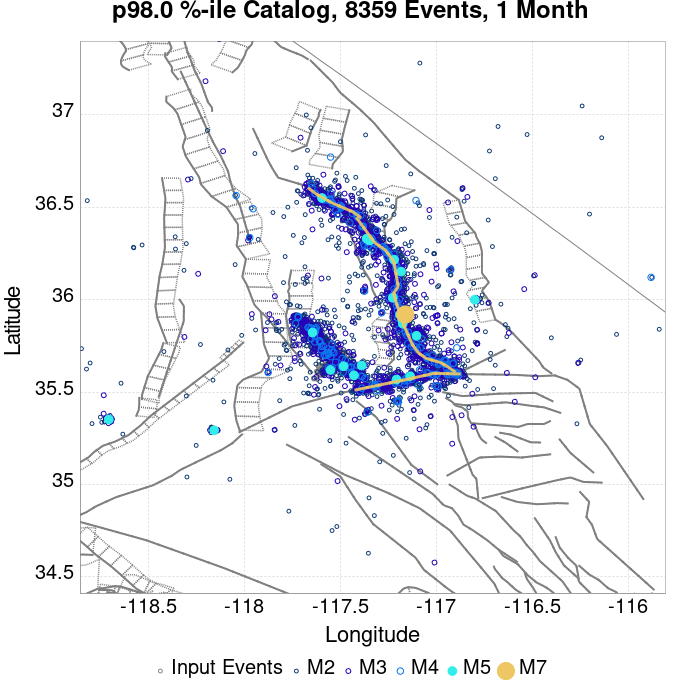 p98.0 %-ile Catalog, 8359 Events, 1 Month
Latitude
37
36.5
36
35.5
35
34.5
-118.5 -118 -117.5 -117 -116.5 -116
Longitude
Input Events M2 M3 M4 M5 M7